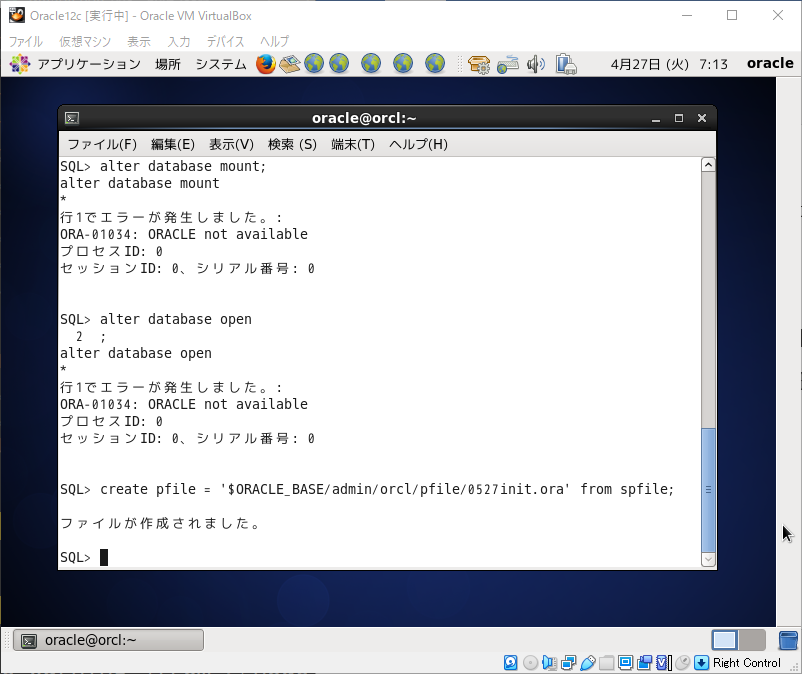 Oracle12c [実行中] - Oracle VM VirtualBox
ファイル 仮想マシン 表示 入力 デバイス ヘルプ
アプリケーション 場所 システム 4月27日 (火) 7:13 oracle
oracle@orcl:~
ファイル(F) 編集(E) 表示(V) 検索 (S) 端末(T) ヘルプ(H)
SQL> alter database mount;
alter database mount
*
行1でエラーが発生しました。:
ORA-01034: ORACLE not available
プロセスID: 0
セッションID: 0、シリアル番号: 0
SQL> alter database open
2 ;
alter database open
*
行1でエラーが発生しました。:
ORA-01034: ORACLE not available
プロセスID: 0
セッションID: 0、シリアル番号: 0
SQL> create pfile = '$ORACLE_BASE/admin/orcl/pfile/0527init.ora' from spfile;
ファイルが作成されました。
SQL>
oracle@orcl:~
Right Control